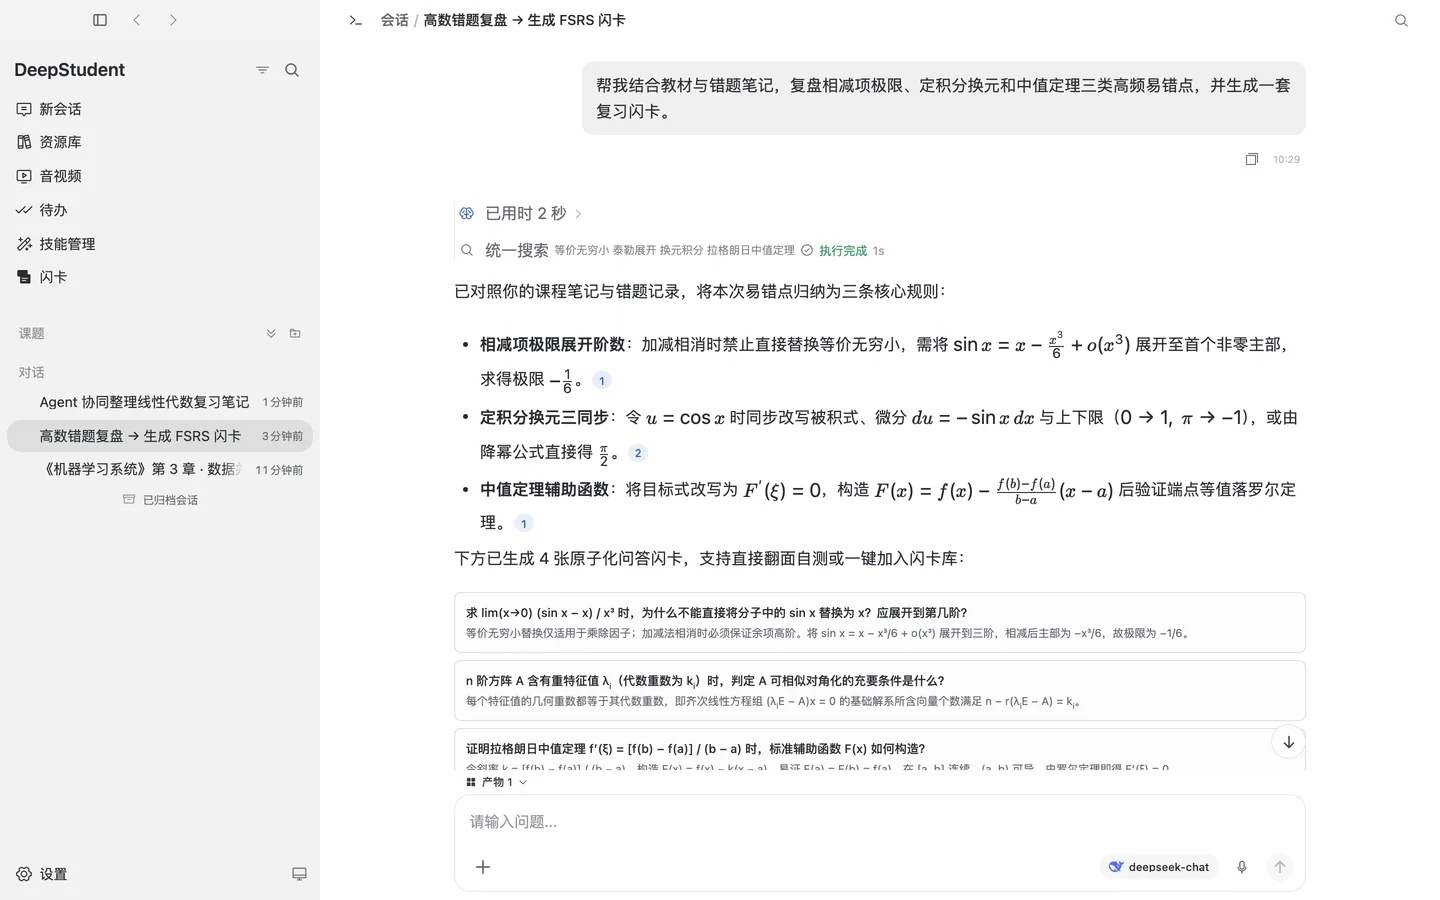 会话 / 高数错题复盘 → 生成 FSRS 闪卡
DeepStudent
新会话
资源库
音视频
待办
技能管理
闪卡
课题
对话
Agent 协同整理线性代数复习笔记 1 分钟前
高数错题复盘 → 生成 FSRS 闪卡 3 分钟前
《机器学习系统》第 3 章 · 数据 11 分钟前
已归档会话
设置
帮我结合教材与错题笔记，复盘相减项极限、定积分换元和中值定理三类高频易错点，并生成一套
复习闪卡。
10:29
已用时 2 秒
统一搜索 等价无穷小 泰勒展开 换元积分 拉格朗日中值定理 执行完成 1s
已对照你的课程笔记与错题记录，将本次易错点归纳为三条核心规则：
• 相减项极限展开阶数：加减相消时禁止直接替换等价无穷小，需将 sin x = x − x³/6 + o(x³) 展开至首个非零主部，
求得极限 −1/6。 1
• 定积分换元三同步：令 u = cos x 时同步改写被积式、微分 du = − sin x dx 与上下限（0 → 1, π → −1），或由
降幂公式直接得 π/2。 2
• 中值定理辅助函数：将目标式改写为 F′(ξ) = 0，构造 F(x) = f(x) − f(b)−f(a)/b−a (x − a) 后验证端点等值落罗尔定
理。 1
下方已生成 4 张原子化问答闪卡，支持直接翻面自测或一键加入闪卡库：
求 lim(x→0) (sin x − x) / x³ 时，为什么不能直接将分子中的 sin x 替换为 x？应展开到第几阶？
等价无穷小替换仅适用于乘除因子；加减法相消时必须保证余项高阶。将 sin x = x − x³/6 + o(x³) 展开到三阶，相减后主部为 −x³/6，故极限为 −1/6。
n 阶方阵 A 含有重特征值 λᵢ（代数重数为 kᵢ）时，判定 A 可相似对角化的充要条件是什么？
每个特征值的几何重数都等于其代数重数，即齐次线性方程组 (λᵢE − A)x = 0 的基础解系所含向量个数满足 n − r(λᵢE − A) = kᵢ。
证明拉格朗日中值定理 f′(ξ) = [f(b) − f(a)] / (b − a) 时，标准辅助函数 F(x) 如何构造？
令斜率 k = [f(b) − f(a)] / (b − a)，构造 F(x) = f(x) − k(x − a)，易证 F(a) = F(b) = f(a)，在 [a, b] 连续，(a, b) 可导，由罗尔定理即得 F′(ξ) = 0。
产物 1
请输入问题...
deepseek-chat